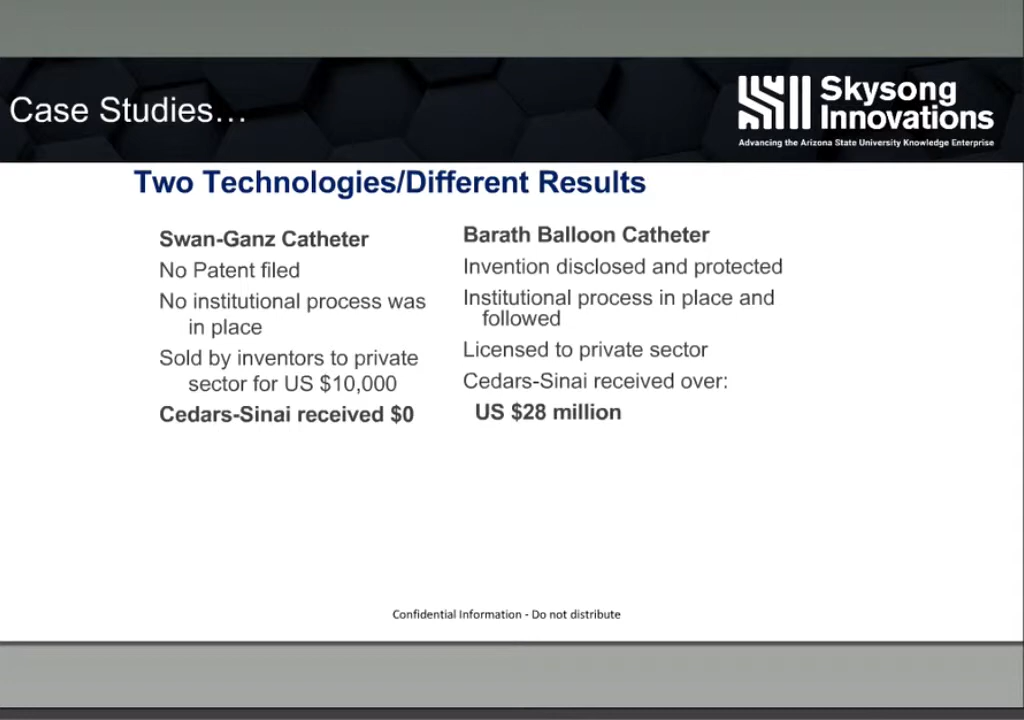 Case Studies…
Skysong
Innovations
Advancing the Arizona State University Knowledge Enterprise
Two Technologies/Different Results
Swan-Ganz Catheter
No Patent filed
No institutional process was
in place
Sold by inventors to private
sector for US $10,000
Cedars-Sinai received $0
Barath Balloon Catheter
Invention disclosed and protected
Institutional process in place and
followed
Licensed to private sector
Cedars-Sinai received over:
US $28 million
Confidential Information - Do not distribute